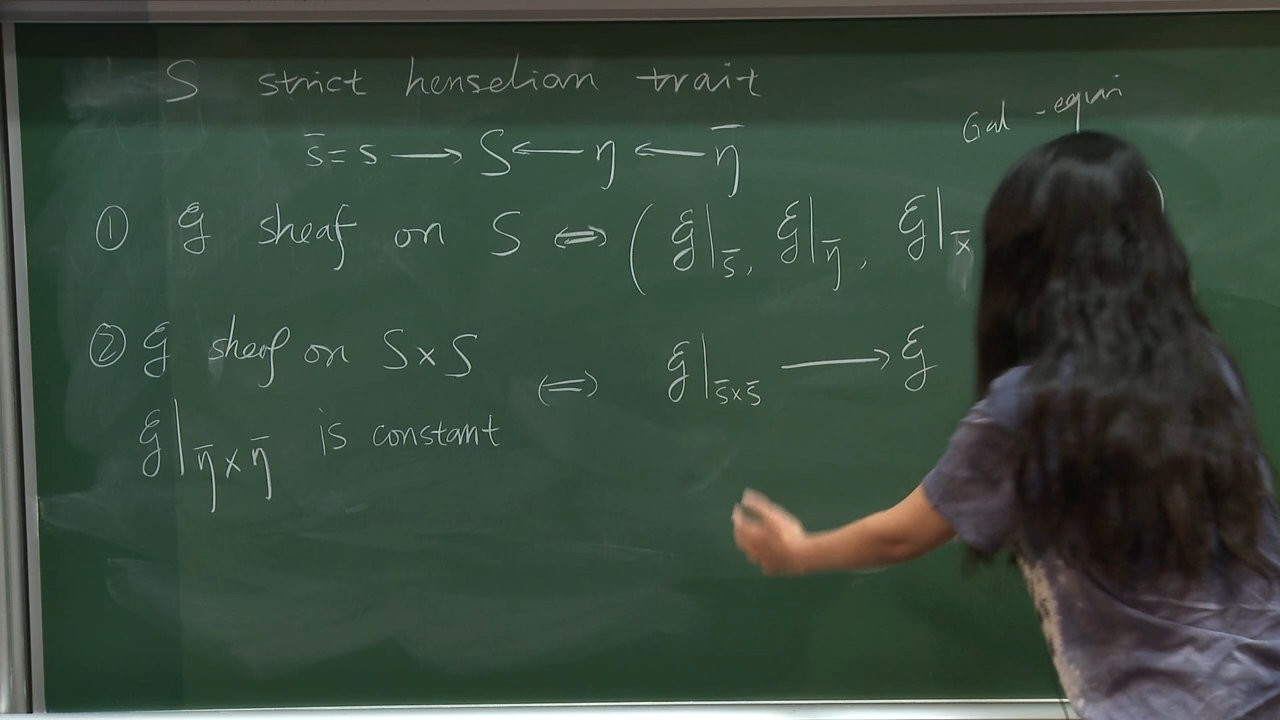 S strict henselian trait
s̄ = s ⟶ S ⟵ η ⟵ η̄
Gal - equi
① 𝒢 sheaf on S ⇔ ( 𝒢|s̄, 𝒢|η̄, 𝒢|x̄
② 𝒢 sheaf on S×S ⇔ 𝒢|s̄×s̄ ⟶ 𝒢
𝒢|η̄×η̄ is constant